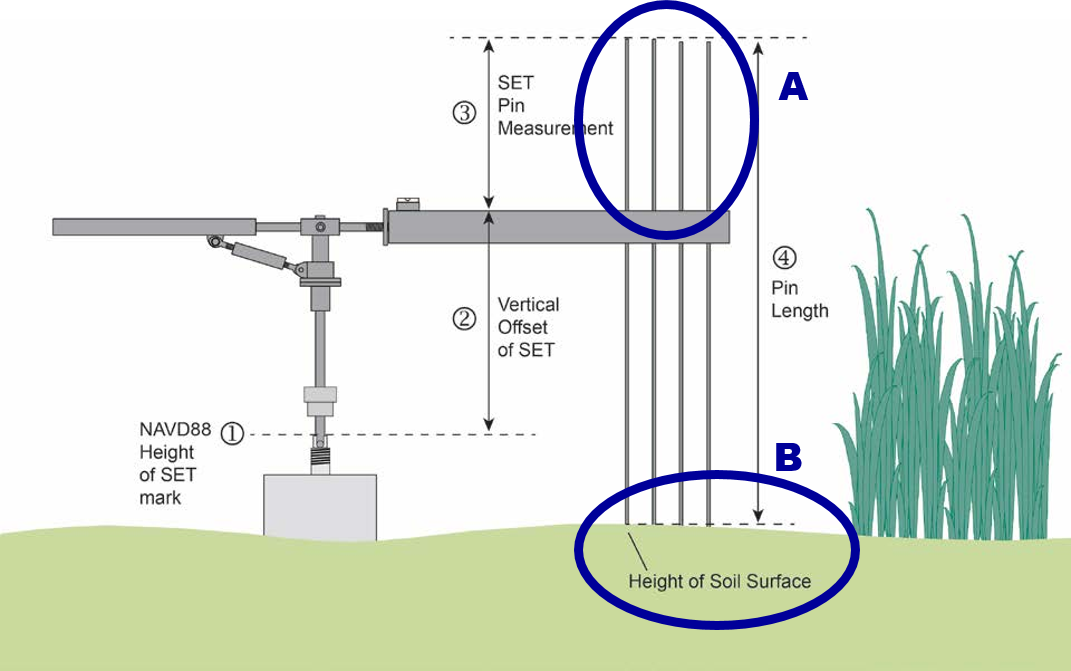 A
③
SET
Pin
Measurement
④
Pin
Length
②
Vertical
Offset
of SET
NAVD88 ①
Height
of SET
mark
B
Height of Soil Surface